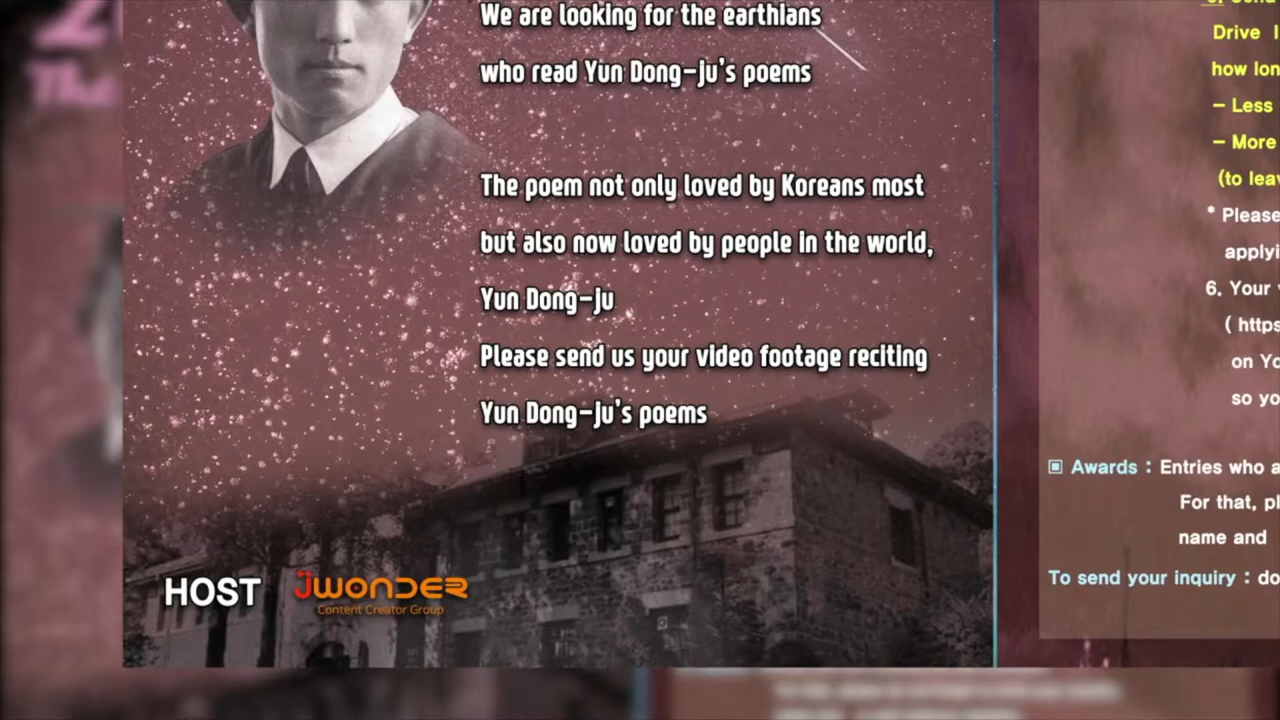 We are looking for the earthians
who read Yun Dong-ju's poems
The poem not only loved by Koreans most
but also now loved by people in the world,
Yun Dong-ju
Please send us your video footage reciting
Yun Dong-ju's poems
HOST
JWONDER
Content Creator Group
Drive
how lon
- Less
- More
(to leav
* Please
applyi
6. Your
( https
on Yo
so yo
▣ Awards : Entries who a
For that, pl
name and
To send your inquiry : do